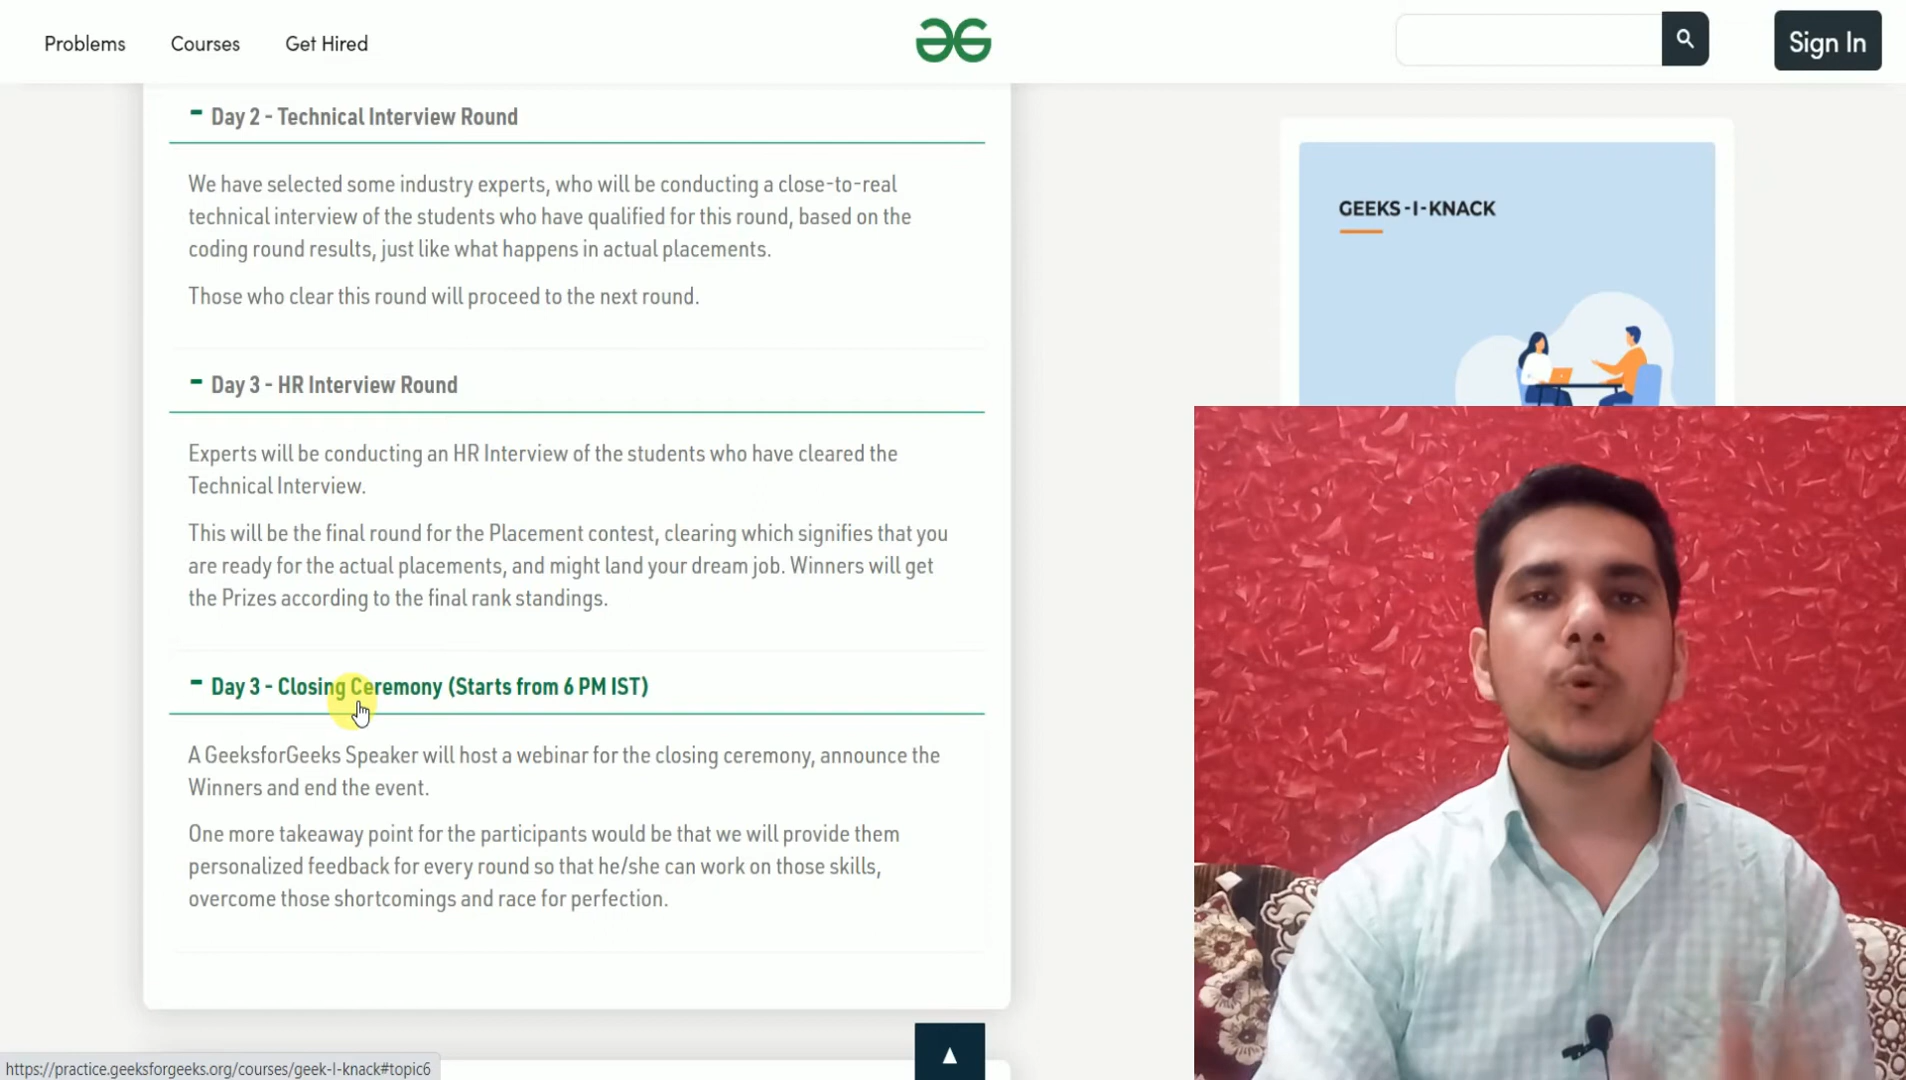 Problems Courses Get Hired
Sign In
Day 2 - Technical Interview Round
We have selected some industry experts, who will be conducting a close-to-real
technical interview of the students who have qualified for this round, based on the
coding round results, just like what happens in actual placements.
Those who clear this round will proceed to the next round.
Day 3 - HR Interview Round
Experts will be conducting an HR Interview of the students who have cleared the
Technical Interview.
This will be the final round for the Placement contest, clearing which signifies that you
are ready for the actual placements, and might land your dream job. Winners will get
the Prizes according to the final rank standings.
Day 3 - Closing Ceremony (Starts from 6 PM IST)
A GeeksforGeeks Speaker will host a webinar for the closing ceremony, announce the
Winners and end the event.
One more takeaway point for the participants would be that we will provide them
personalized feedback for every round so that he/she can work on those skills,
overcome those shortcomings and race for perfection.
GEEKS-I-KNACK
https://practice.geeksforgeeks.org/courses/geek-I-knack#topic6